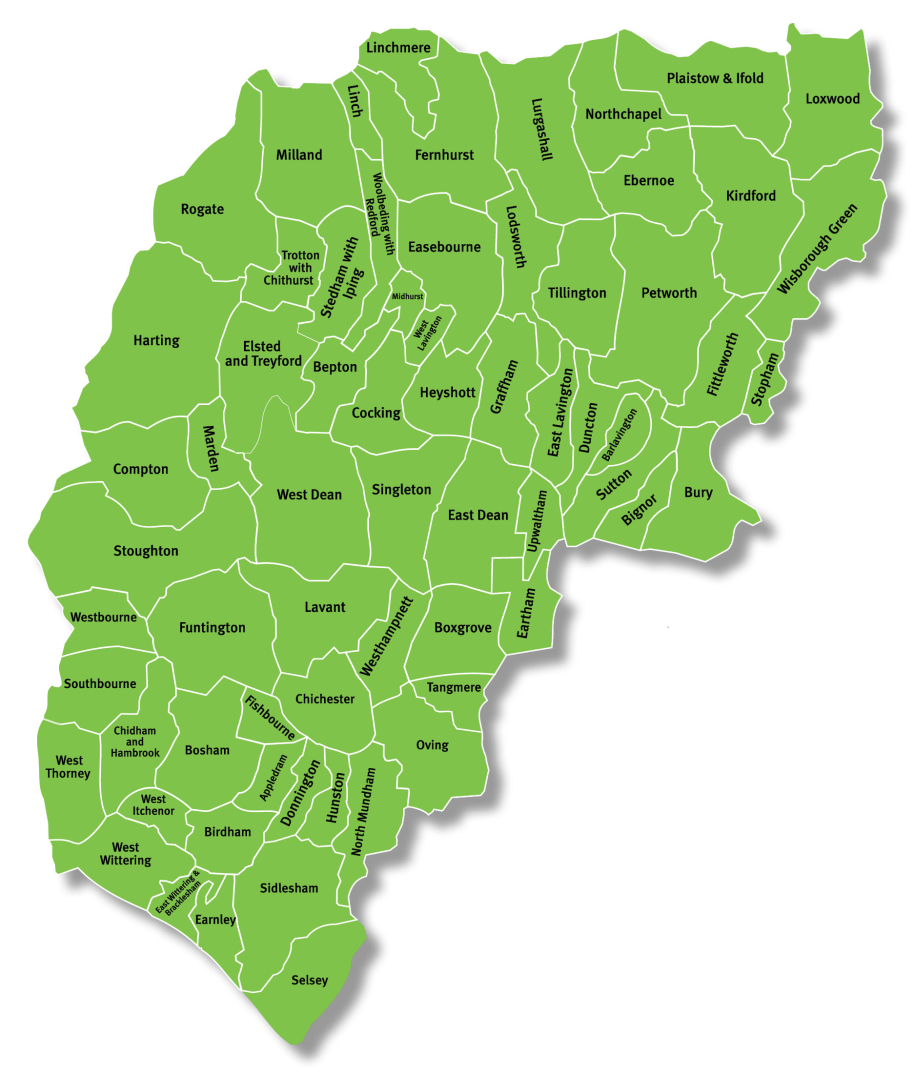 Linchmere
Plaistow & Ifold
Loxwood
Linch
Lurgashall
Northchapel
Milland
Fernhurst
Ebernoe
Kirdford
Rogate
Woolbeding with
Redford
Lodsworth
Easebourne
Wisborough Green
Trotton
with
Chithurst
Stedham with
Iping
Midhurst
Tillington
Petworth
West
Lavington
Harting
Elsted
and Treyford
Bepton
Fittleworth
Stopham
Cocking
Heyshott
Graffham
East Lavington
Duncton
Barlavington
Marden
Compton
West Dean
Singleton
East Dean
Upwaltham
Sutton
Bignor
Bury
Stoughton
Westbourne
Funtington
Lavant
Westhampnett
Boxgrove
Eartham
Southbourne
Fishbourne
Chichester
Tangmere
Chidham
and
Hambrook
Bosham
Oving
West
Thorney
Appledram
Donnington
Hunston
North Mundham
West
Itchenor
Birdham
West
Wittering
East Wittering &
Bracklesham
Earnley
Sidlesham
Selsey